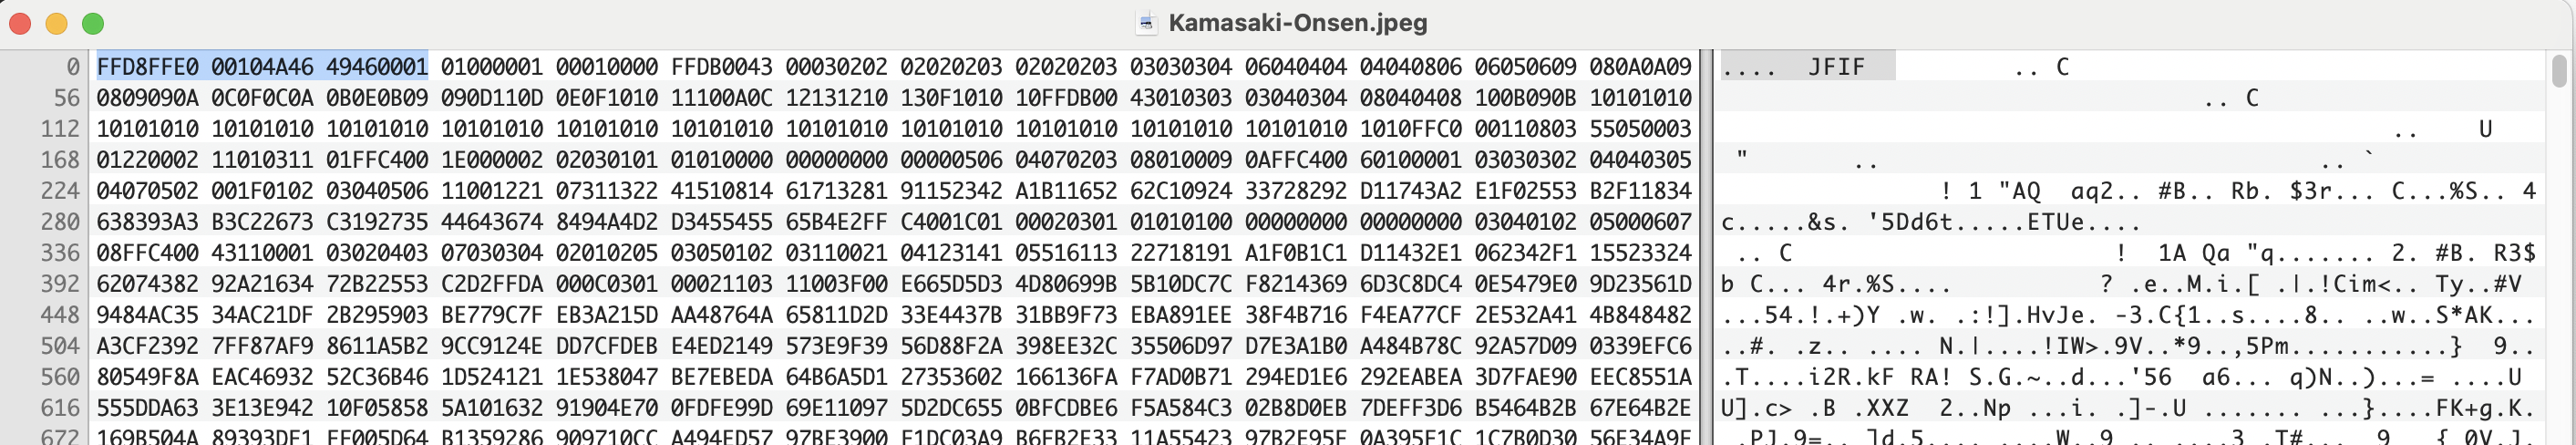 Kamasaki-Onsen.jpeg
0 FFD8FFE0 00104A46 49460001 01000001 00010000 FFDB0043 00030202 02020203 02020203 03030304 06040404 04040806 06050609 080A0A09 .... JFIF .. C
56 0809090A 0C0F0C0A 0B0E0B09 090D110D 0E0F1010 11100A0C 12131210 130F1010 10FFDB00 43010303 03040304 08040408 100B090B 10101010 .. C
112 10101010 10101010 10101010 10101010 10101010 10101010 10101010 10101010 10101010 10101010 1010FFC0 00110803 55050003 .. U
168 01220002 11010311 01FFC400 1E000002 02030101 01010000 00000000 00000506 04070203 08010009 0AFFC400 60100001 03030302 04040305 " .. .. `
224 04070502 001F0102 03040506 11001221 07311322 41510814 61713281 91152342 A1B11652 62C10924 33728292 D11743A2 E1F02553 B2F11834 ! 1 "AQ aq2.. #B.. Rb. $3r... C...%S.. 4
280 638393A3 B3C22673 C3192735 44643674 8494A4D2 D3455455 65B4E2FF C4001C01 00020301 01010100 00000000 00000000 03040102 05000607 c.....&s. '5Dd6t.....ETUe....
336 08FFC400 43110001 03020403 07030304 02010205 03050102 03110021 04123141 05516113 22718191 A1F0B1C1 D11432E1 062342F1 15523324 .. C ! 1A Qa "q....... 2. #B. R3$
392 62074382 92A21634 72B22553 C2D2FFDA 000C0301 00021103 11003F00 E665D5D3 4D80699B 5B10DC7C F8214369 6D3C8DC4 0E5479E0 9D23561D b C... 4r.%S.... ? .e..M.i.[ .|.!Cim<.. Ty..#V
448 9484AC35 34AC21DF 2B295903 BE779C7F EB3A215D AA48764A 65811D2D 33E4437B 31BB9F73 EBA891EE 38F4B716 F4EA77CF 2E532A41 4B848482 ...54.!.+)Y .w. .:!].HvJe. -3.C{1..s....8.. ..w..S*AK...
504 A3CF2392 7FF87AF9 8611A5B2 9CC9124E DD7CFDEB E4ED2149 573E9F39 56D88F2A 398EE32C 35506D97 D7E3A1B0 A484B78C 92A57D09 0339EFC6 ..#. .z.. .... N.|....!IW>.9V..*9..,5Pm...........} 9..
560 80549F8A EAC46932 52C36B46 1D524121 1E538047 BE7EBEDA 64B6A5D1 27353602 166136FA F7AD0B71 294ED1E6 292EABEA 3D7FAE90 EEC8551A .T....i2R.kF RA! S.G.~..d...'56 a6... q)N..)...= ....U
616 555DDA63 3E13E942 10F05858 5A101632 91904E70 0FDFE99D 69E11097 5D2DC655 0BFCDBE6 F5A584C3 02B8D0EB 7DEFF3D6 B5464B2B 67E64B2E U].c> .B .XXZ 2..Np ...i. .]-.U ....... ...}....FK+g.K.
672 169B504A 89393DF1 FF005D64 B1359286 909710CC A494ED57 97BE3900